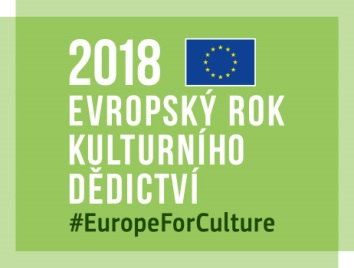 2018
EVROPSKÝ ROK
KULTURNÍHO
DĚDICTVÍ
#EuropeForCulture